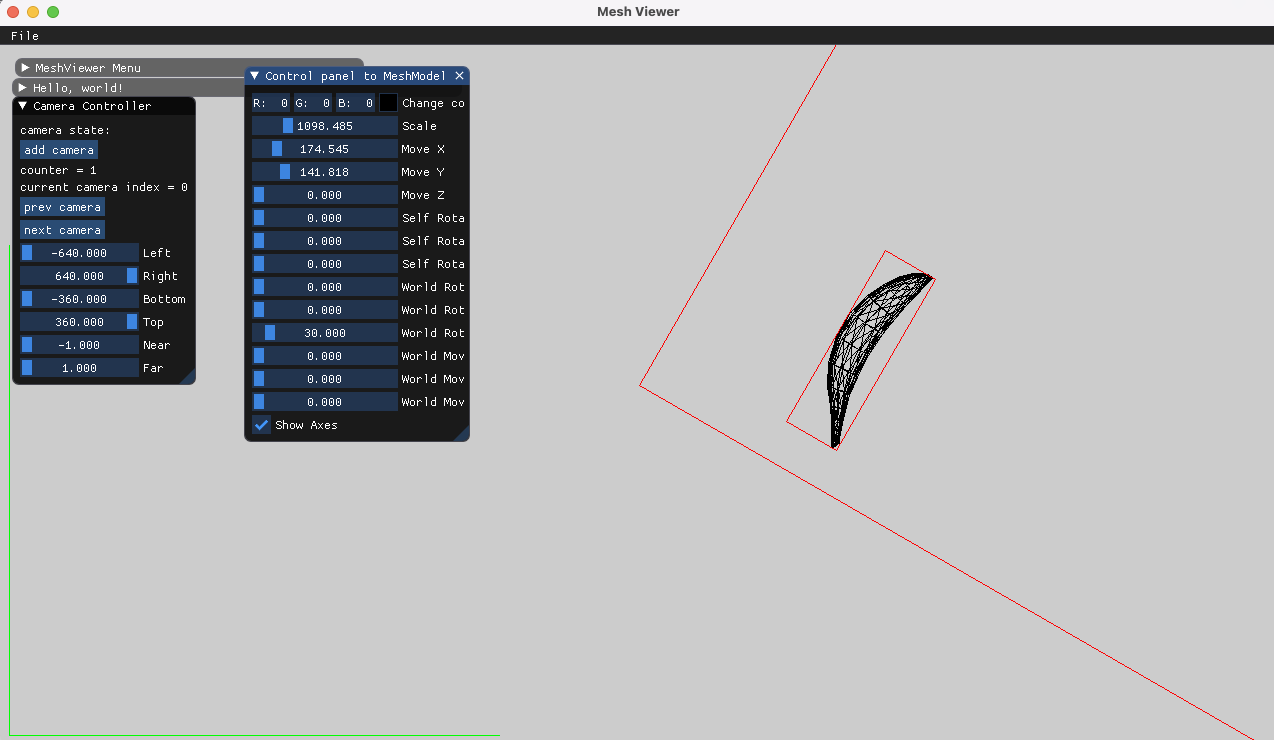 Mesh Viewer
File
MeshViewer Menu
Hello, world!
Camera Controller
camera state:
add camera
counter = 1
current camera index = 0
prev camera
next camera
-640.000 Left
640.000 Right
-360.000 Bottom
360.000 Top
-1.000 Near
1.000 Far
Control panel to MeshModel
R: 0 G: 0 B: 0 Change co
1098.485 Scale
174.545 Move X
141.818 Move Y
0.000 Move Z
0.000 Self Rota
0.000 Self Rota
0.000 Self Rota
0.000 World Rot
0.000 World Rot
30.000 World Rot
0.000 World Mov
0.000 World Mov
0.000 World Mov
Show Axes